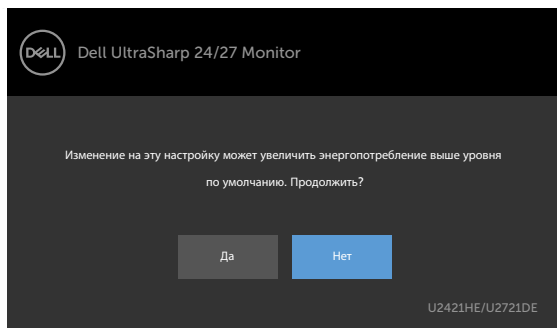 DELL Dell UltraSharp 24/27 Monitor
Изменение на эту настройку может увеличить энергопотребление выше уровня
по умолчанию. Продолжить?
Да Нет
U2421HE/U2721DE